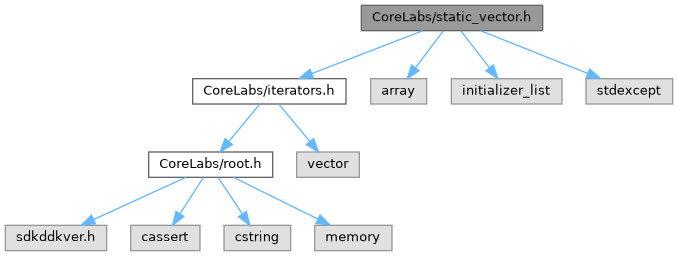 CoreLabs/static_vector.h
CoreLabs/iterators.h
array
initializer_list
stdexcept
CoreLabs/root.h
vector
sdkddkver.h
cassert
cstring
memory